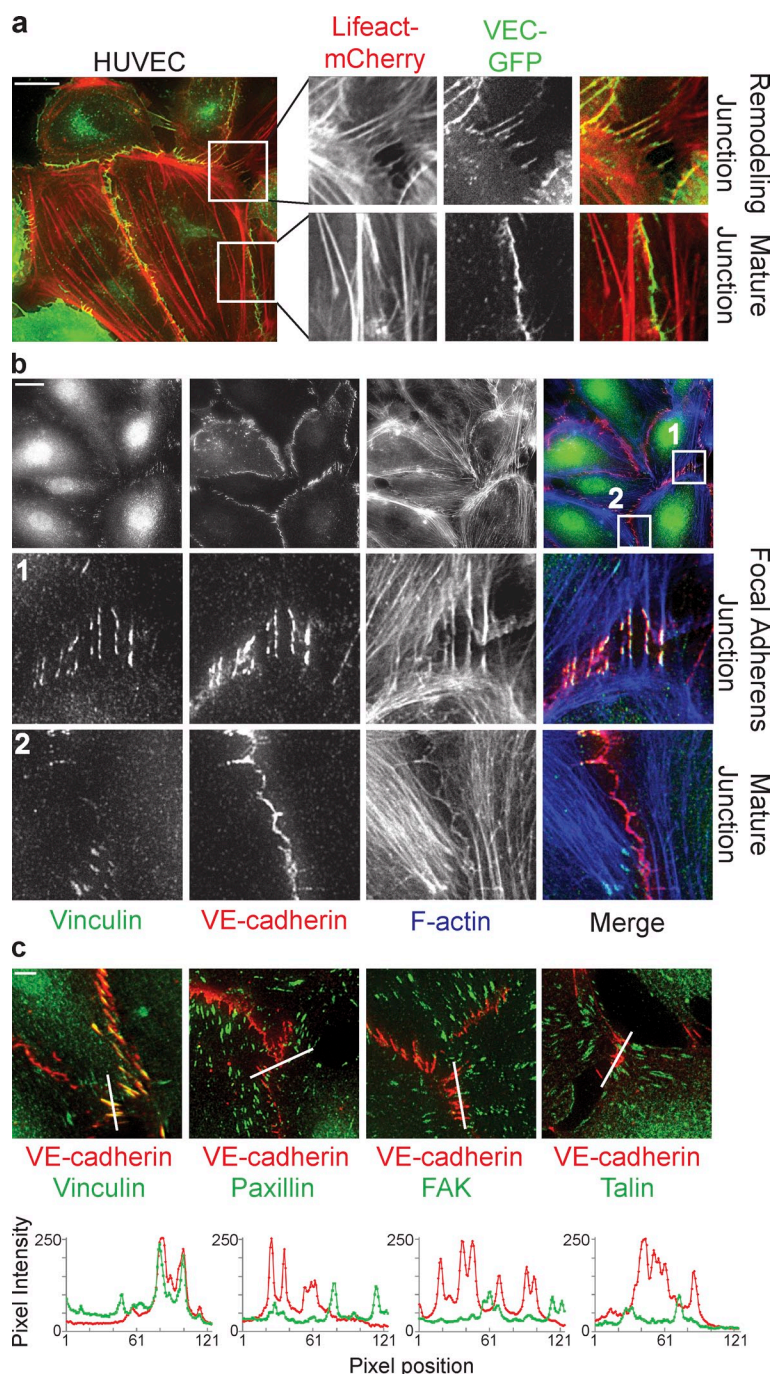 a
HUVEC
Lifeact-
mCherry
VEC-
GFP
Remodeling
Junction
Mature
Junction
b
1
2
1
Focal Adherens
Junction
2
Mature
Junction
Vinculin
VE-cadherin
F-actin
Merge
c
VE-cadherin
Vinculin
VE-cadherin
Paxillin
VE-cadherin
FAK
VE-cadherin
Talin
Pixel Intensity
250
0
1
61
121
250
0
1
61
121
250
0
1
61
121
250
0
1
61
121
Pixel position